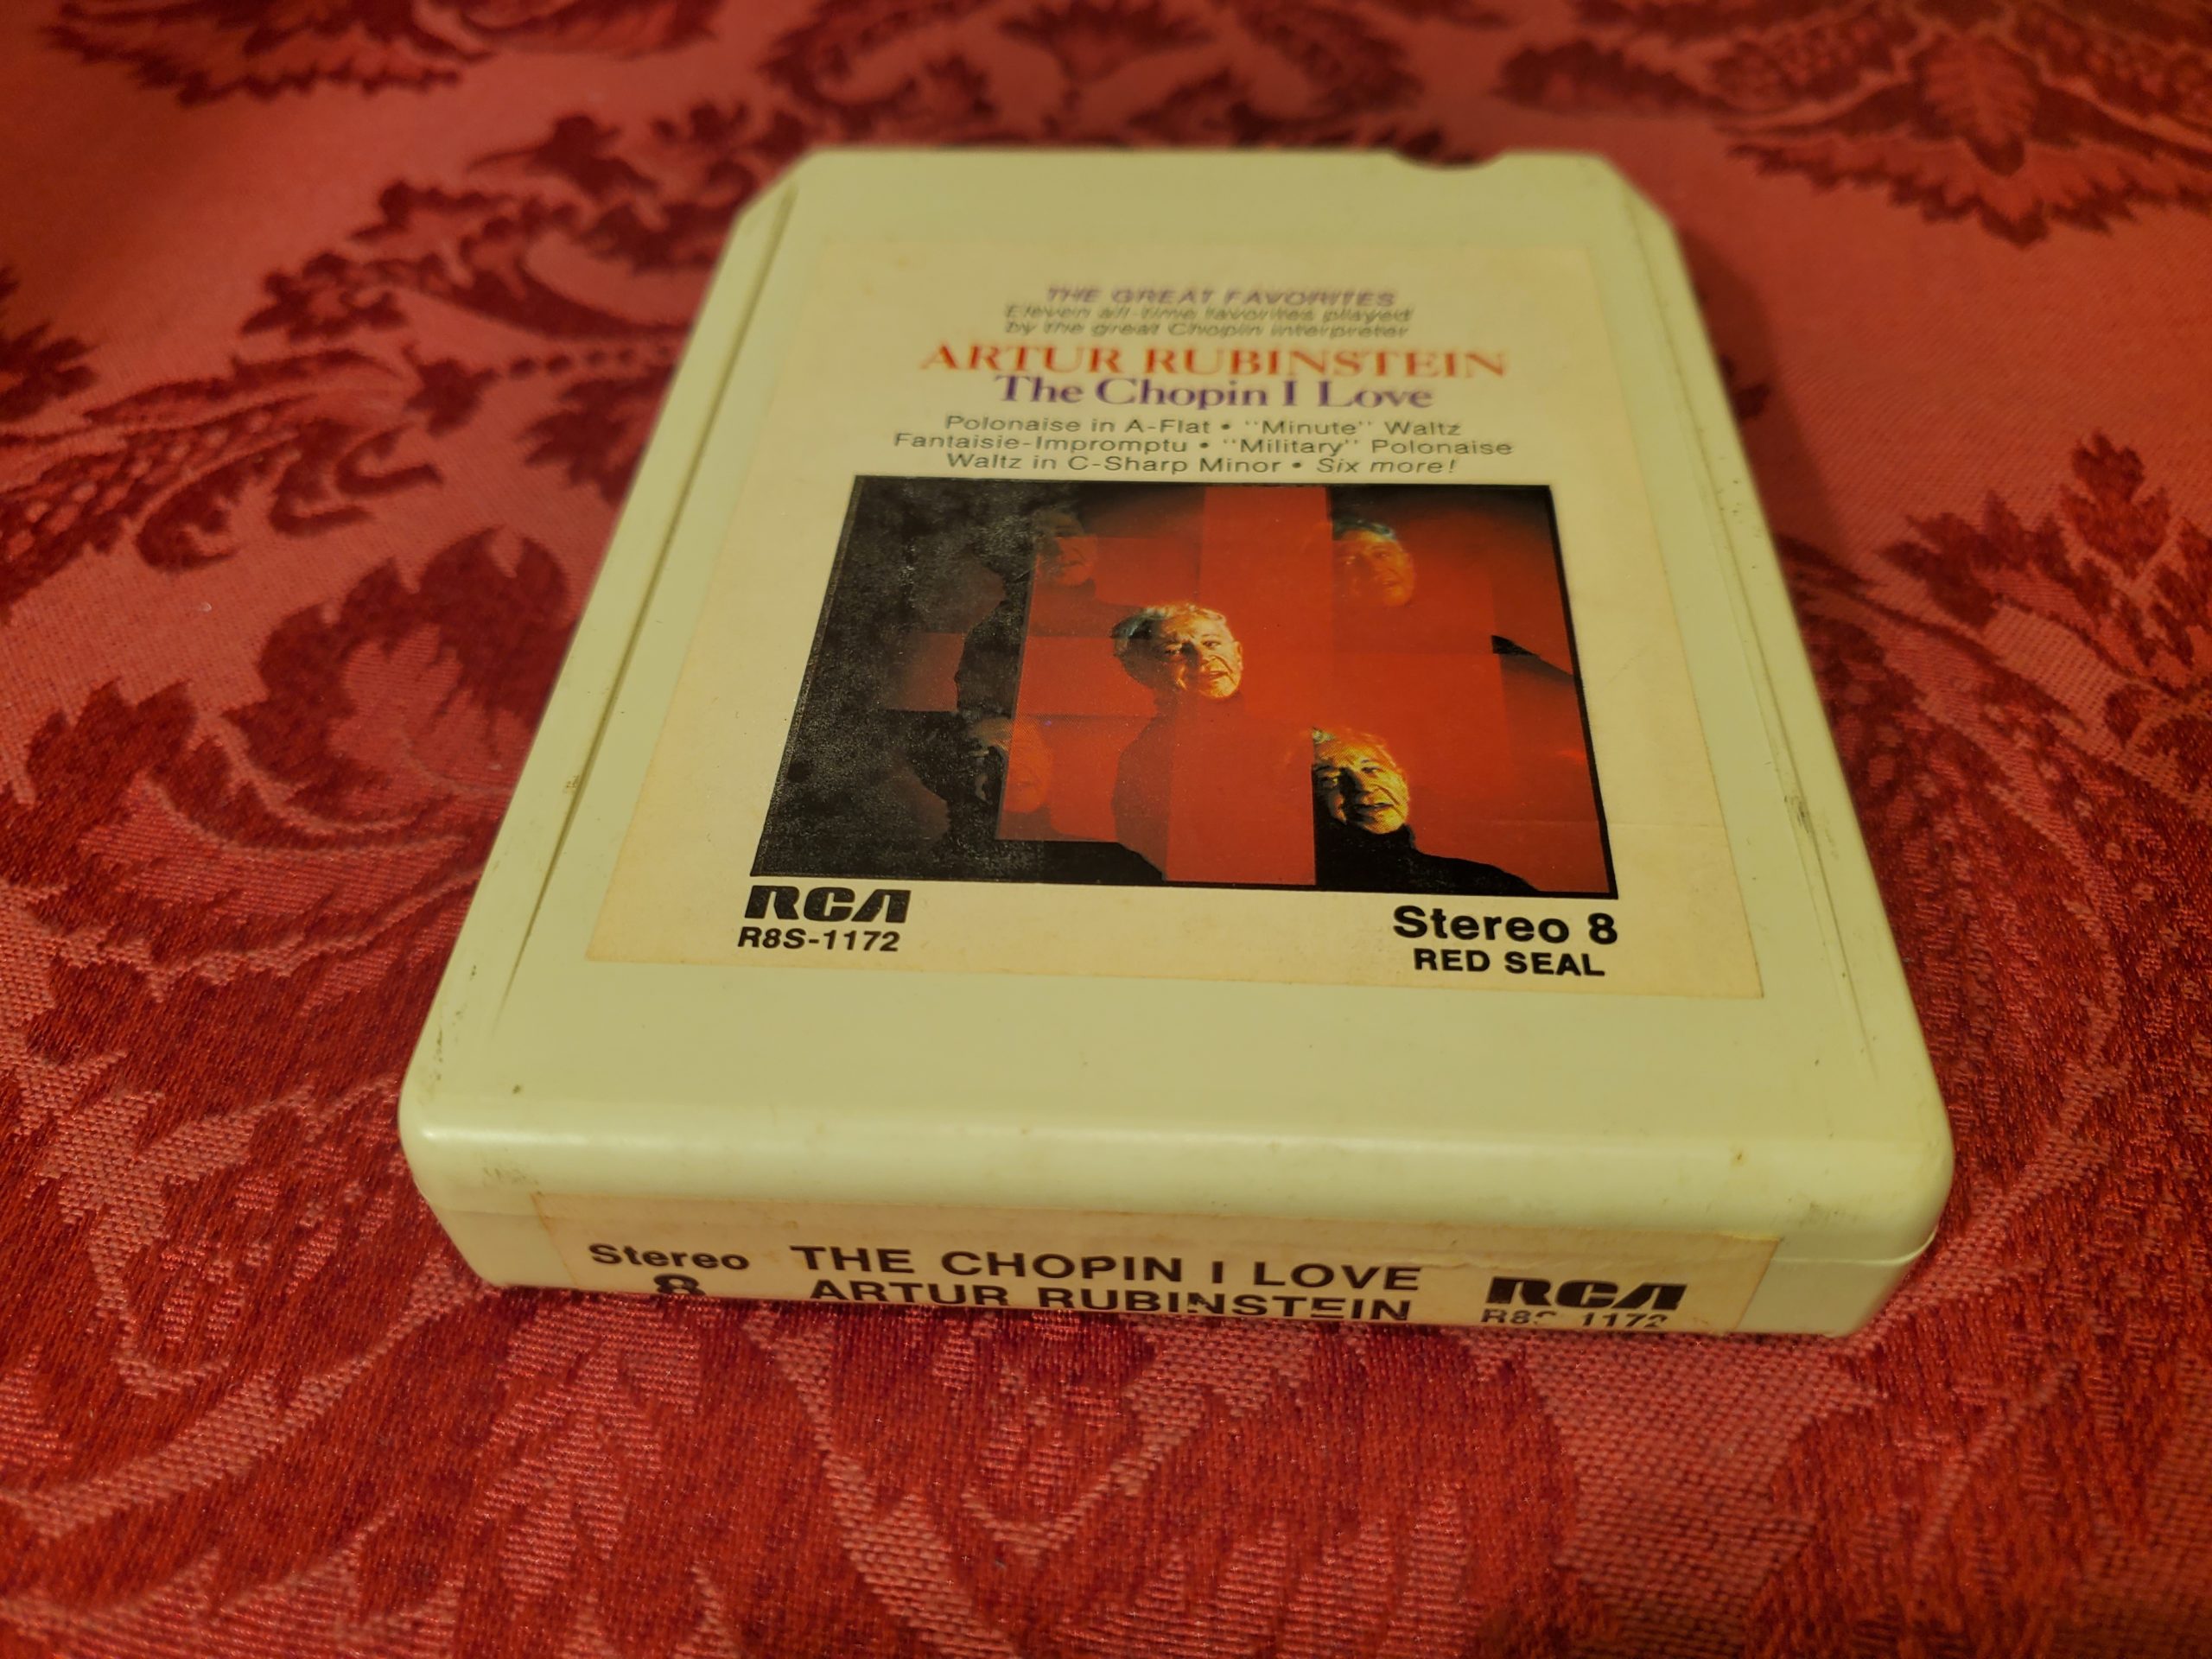 THE GREAT FAVORITES
Eleven all-time favorites played
by the great Chopin interpreter
ARTUR RUBINSTEIN
The Chopin I Love
Polonaise in A-Flat • "Minute" Waltz
Fantaisie-Impromptu • "Military" Polonaise
Waltz in C-Sharp Minor • Six more!
RCA
R8S-1172
Stereo 8
RED SEAL
Stereo
8
THE CHOPIN I LOVE
ARTUR RUBINSTEIN
RCA
R8S-1172